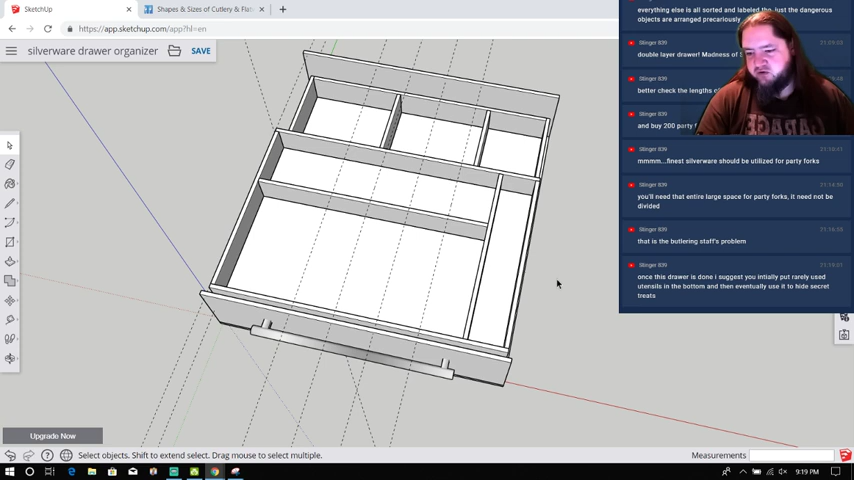 SketchUp
Shapes & Sizes of Cutlery & Flat
https://app.sketchup.com/app?hl=en
silverware drawer organizer
SAVE
everything else is all sorted and labeled
just the dangerous
objects are arranged precariously
Slinger 839
21:09:03
double layer drawer! Madness of
Slinger 839
better check the lengths
Slinger 839
and buy 200 party
Slinger 839
mmmm...finest silverware should be utilized for party forks
Slinger 839
you'll need that entire large space for party forks, it need not be
divided
Slinger 839
that is the butlering staff's problem
Slinger 839
once this drawer is done i suggest you intially put rarely used
utensils in the bottom and then eventually use it to hide secret
treats
GARAGE
Upgrade Now
Select objects. Shift to extend select. Drag mouse to select multiple.
Measurements
9:19 PM